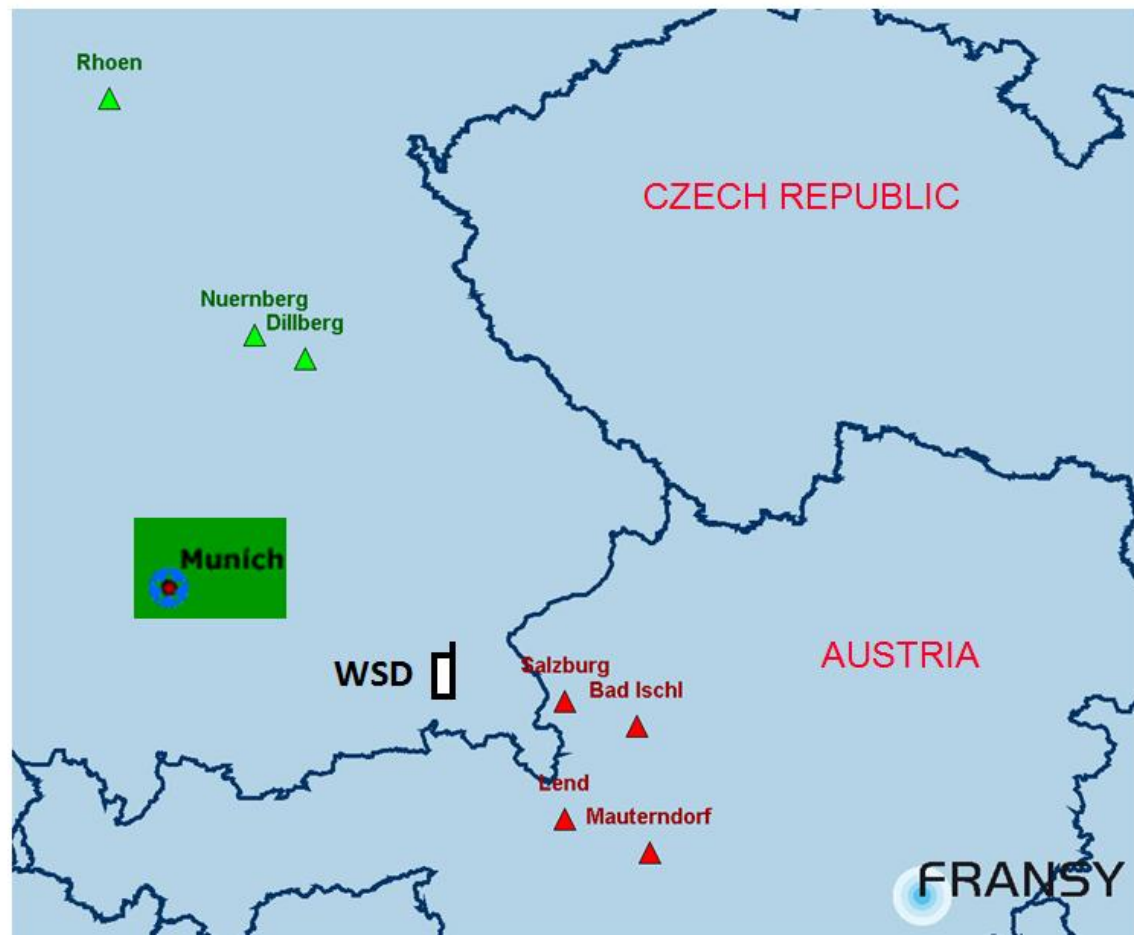 Rhoen
CZECH REPUBLIC
Nuernberg
Dillberg
Munich
WSD
Salzburg
Bad Ischl
AUSTRIA
Lend
Mauterndorf
FRANSY